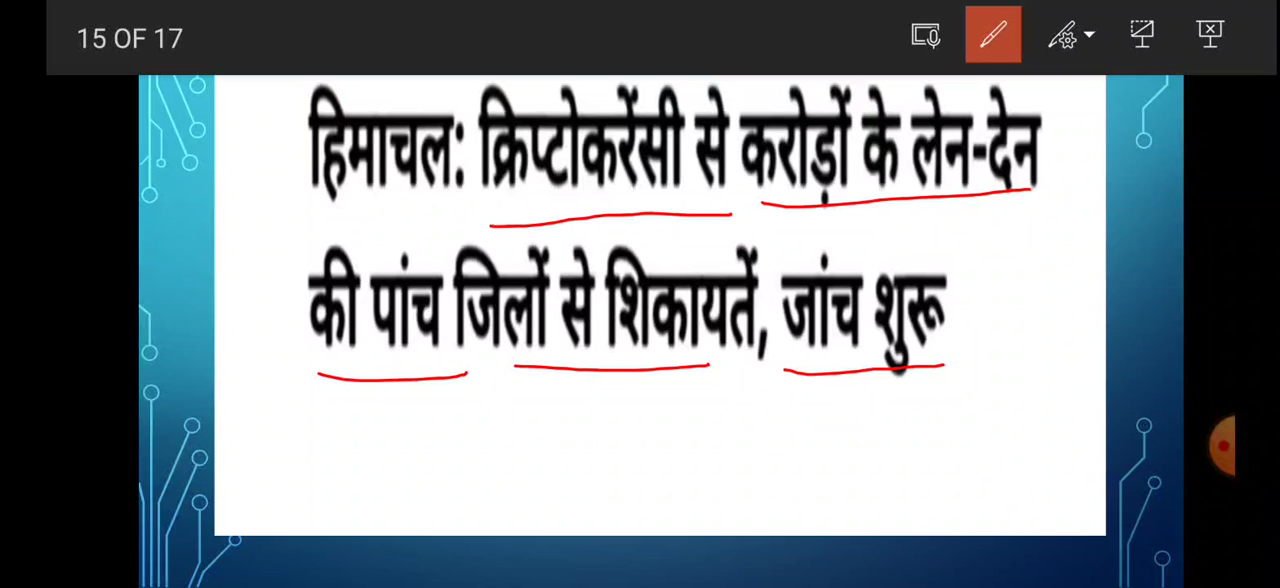 15 OF 17
हिमाचल: क्रिप्टोकरेंसी से करोड़ों के लेन-देन
की पांच जिलों से शिकायतें, जांच शुरू